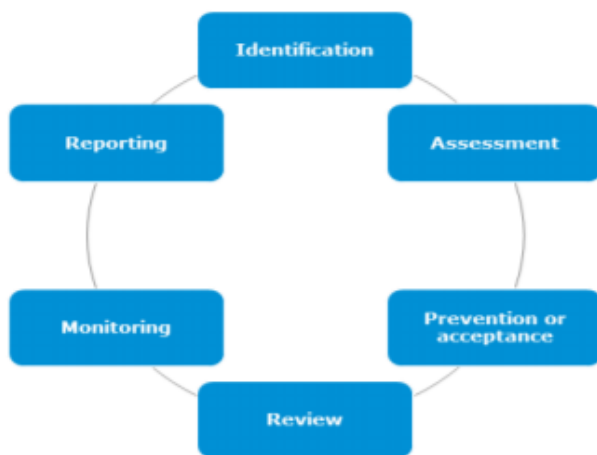 Identification
Assessment
Prevention or
acceptance
Review
Monitoring
Reporting